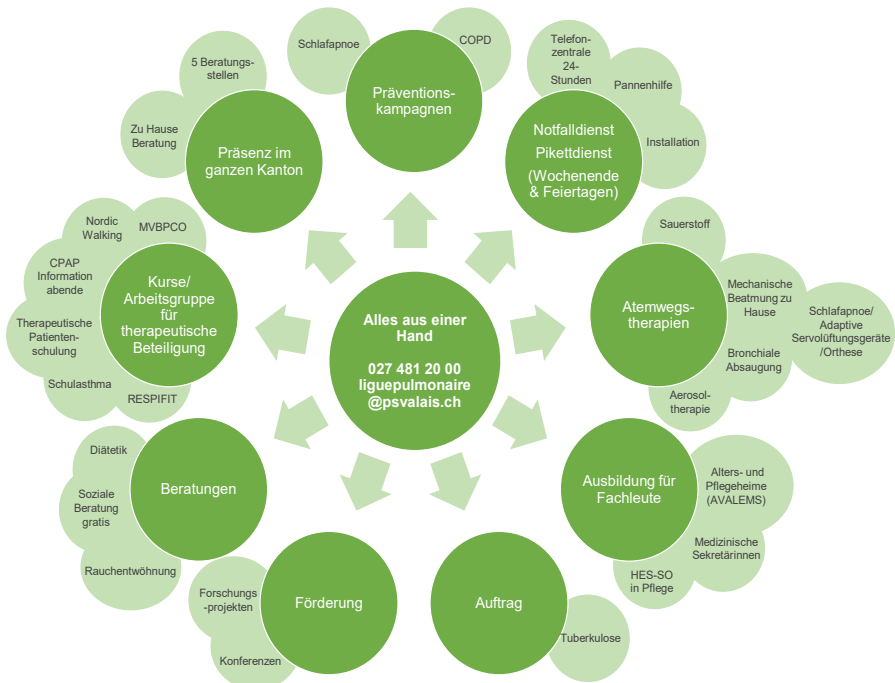 Alles aus einer
Hand
027 481 20 00
liguepulmonaire
@psvalais.ch
Präventions-
kampagnen
Schlafapnoe
COPD
Notfalldienst
Pikettdienst
(Wochenende
& Feiertagen)
Telefon-
zentrale
24-
Stunden
Pannenhilfe
Installation
Atemwegs-
therapien
Sauerstoff
Mechanische
Beatmung zu
Hause
Schlafapnoe/
Adaptive
Servolüftungsgeräte
/Orthese
Bronchiale
Absaugung
Aerosol-
therapie
Ausbildung für
Fachleute
Alters- und
Pflegeheime
(AVALEMS)
Medizinische
Sekretärinnen
HES-SO
in Pflege
Auftrag
Tuberkulose
Förderung
Forschungs
-projekten
Konferenzen
Beratungen
Diätetik
Soziale
Beratung
gratis
Rauchentwöhnung
Kurse/
Arbeitsgruppe
für
therapeutische
Beteiligung
MVBPCO
Nordic
Walking
CPAP
Information
abende
Therapeutische
Patienten-
schulung
Schulasthma
RESPIFIT
Präsenz im
ganzen Kanton
Zu Hause
Beratung
5 Beratungs-
stellen